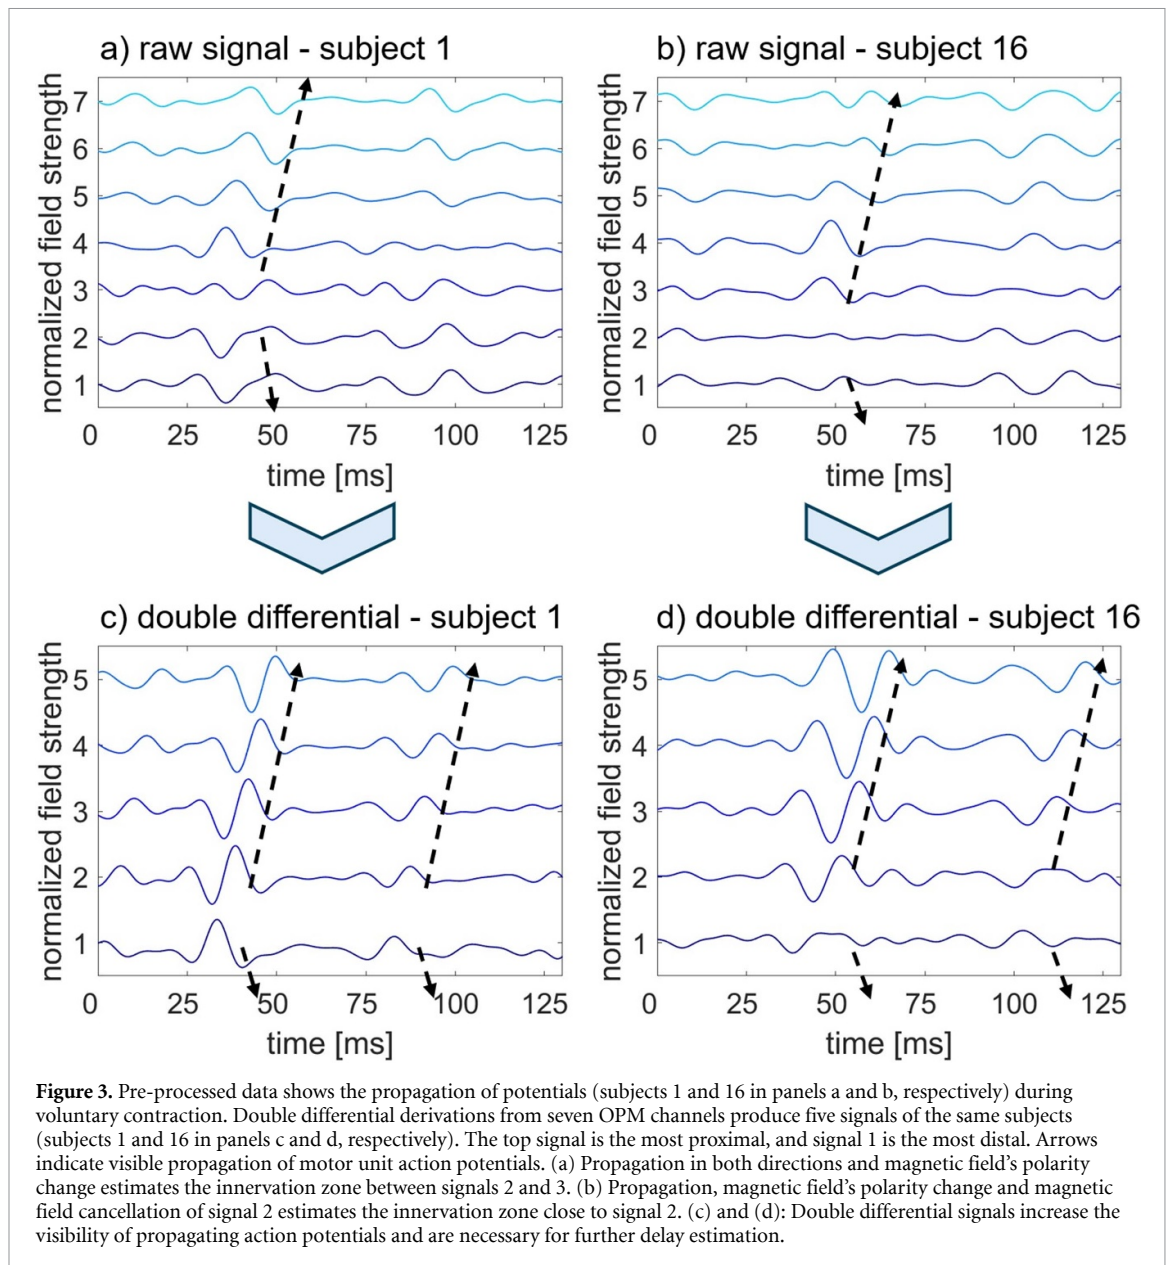 a) raw signal - subject 1
normalized field strength
7
6
5
4
3
2
1
0 25 50 75 100 125
time [ms]
b) raw signal - subject 16
normalized field strength
7
6
5
4
3
2
1
0 25 50 75 100 125
time [ms]
c) double differential - subject 1
normalized field strength
5
4
3
2
1
0 25 50 75 100 125
time [ms]
d) double differential - subject 16
normalized field strength
5
4
3
2
1
0 25 50 75 100 125
time [ms]
Figure 3. Pre-processed data shows the propagation of potentials (subjects 1 and 16 in panels a and b, respectively) during
voluntary contraction. Double differential derivations from seven OPM channels produce five signals of the same subjects
(subjects 1 and 16 in panels c and d, respectively). The top signal is the most proximal, and signal 1 is the most distal. Arrows
indicate visible propagation of motor unit action potentials. (a) Propagation in both directions and magnetic field's polarity
change estimates the innervation zone between signals 2 and 3. (b) Propagation, magnetic field's polarity change and magnetic
field cancellation of signal 2 estimates the innervation zone close to signal 2. (c) and (d): Double differential signals increase the
visibility of propagating action potentials and are necessary for further delay estimation.